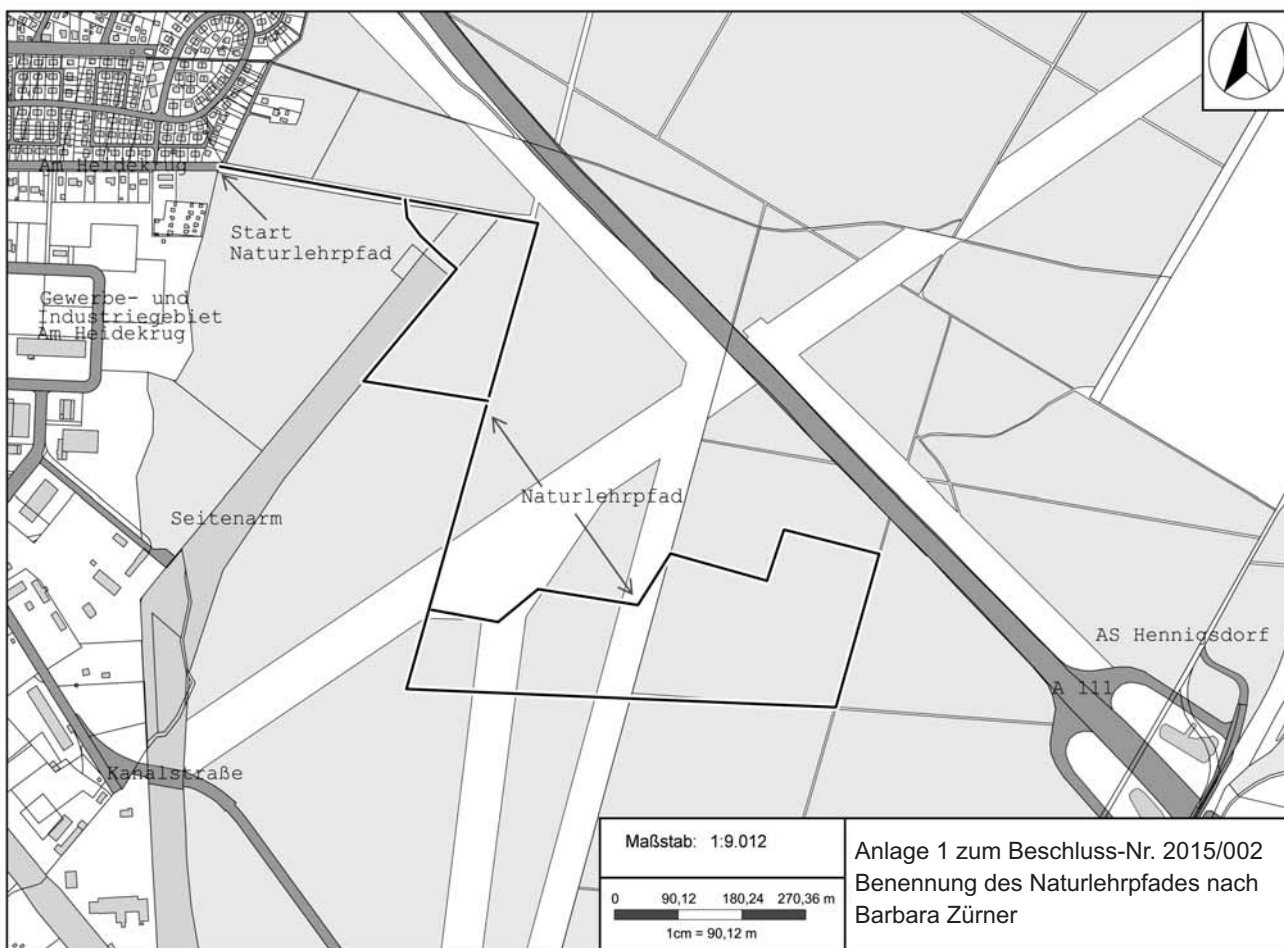 Am Heidekrug
Start
Naturlehrpfad
Gewerbe- und
Industriegebiet
Am Heidekrug
Naturlehrpfad
Seitenarm
AS Hennigsdorf
A 111
Kanalstraße
Maßstab: 1:9.012
0 90,12 180,24 270,36 m
1cm = 90,12 m
Anlage 1 zum Beschluss-Nr. 2015/002
Benennung des Naturlehrpfades nach
Barbara Zürner